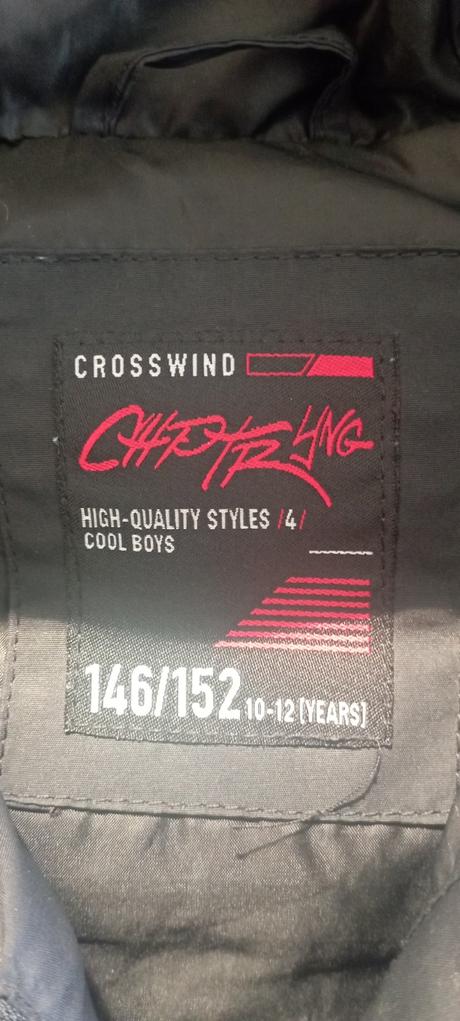 CROSSWIND
CHPTR YNG
HIGH-QUALITY STYLES /4/
COOL BOYS
146/152 10-12 [YEARS]